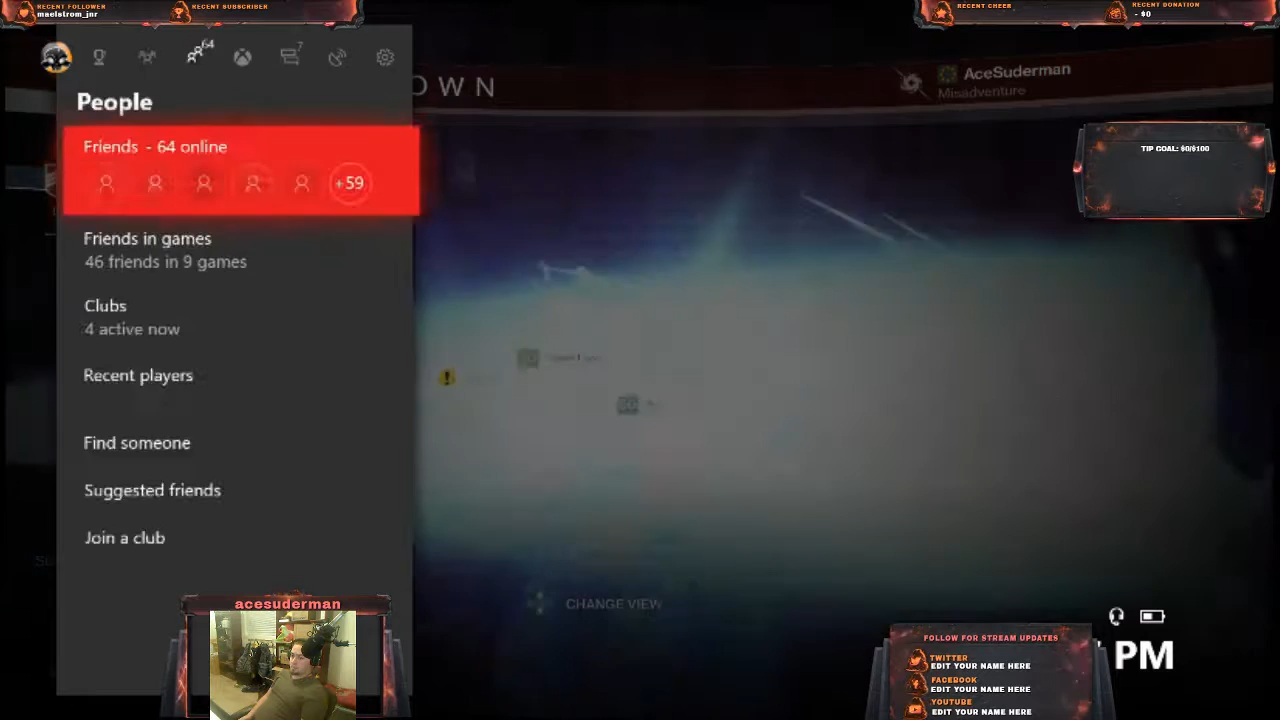 RECENT FOLLOWER
maelstrom_jnr
RECENT SUBSCRIBER
RECENT CHEER
RECENT DONATION
- $0
64
7
OWN
AceSuderman
Misadventure
People
Friends - 64 online
+59
TIP GOAL: $0/$100
Friends in games
46 friends in 9 games
Clubs
4 active now
Recent players
Find someone
Suggested friends
Join a club
CHANGE VIEW
acesuderman
FOLLOW FOR STREAM UPDATES
TWITTER
EDIT YOUR NAME HERE
FACEBOOK
EDIT YOUR NAME HERE
YOUTUBE
EDIT YOUR NAME HERE
PM